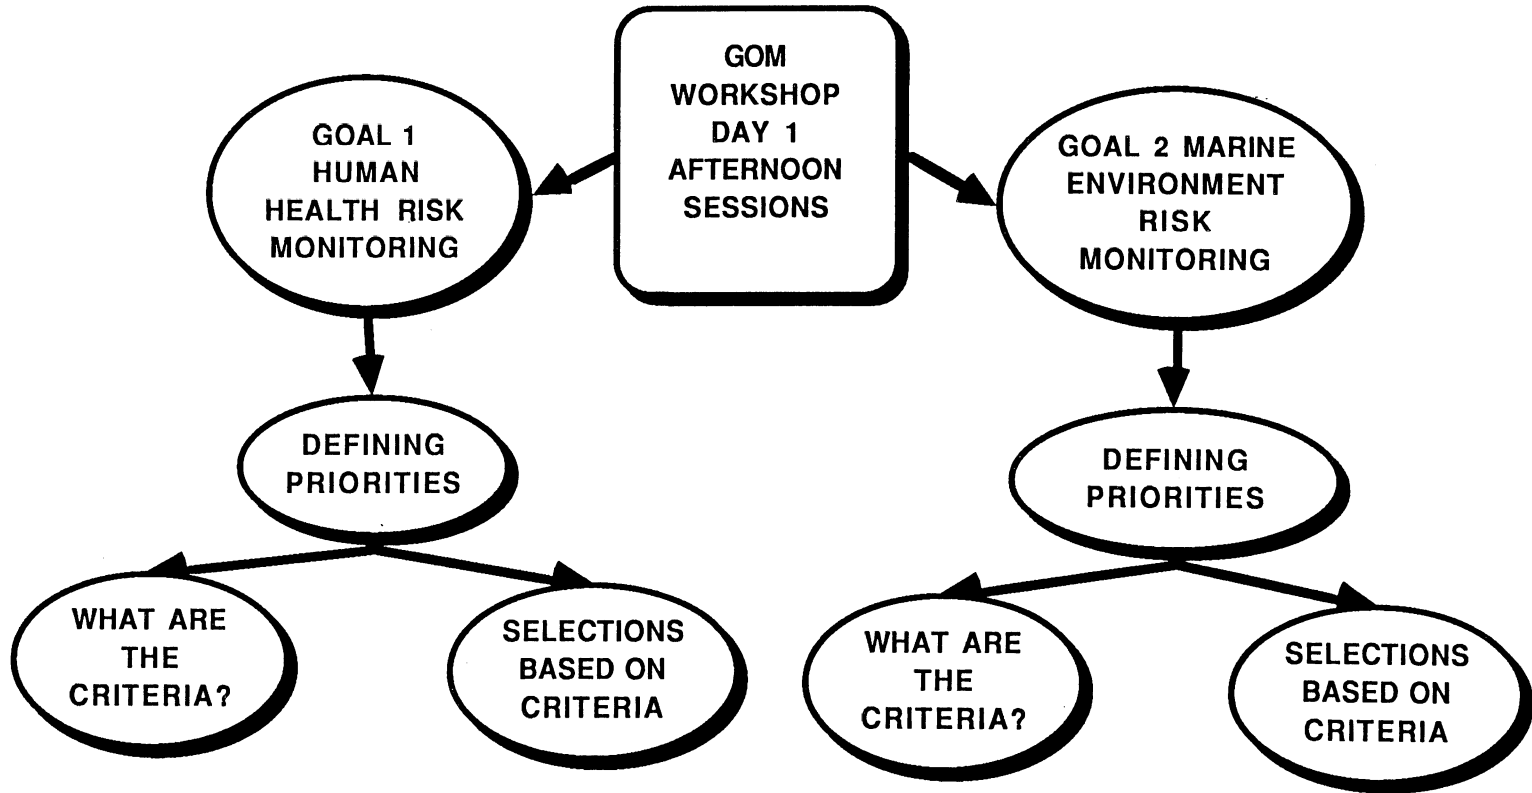 GOM
WORKSHOP
DAY 1
AFTERNOON
SESSIONS
GOAL 1
HUMAN
HEALTH RISK
MONITORING
GOAL 2 MARINE
ENVIRONMENT
RISK
MONITORING
DEFINING
PRIORITIES
DEFINING
PRIORITIES
WHAT ARE
THE
CRITERIA?
SELECTIONS
BASED ON
CRITERIA
WHAT ARE
THE
CRITERIA?
SELECTIONS
BASED ON
CRITERIA